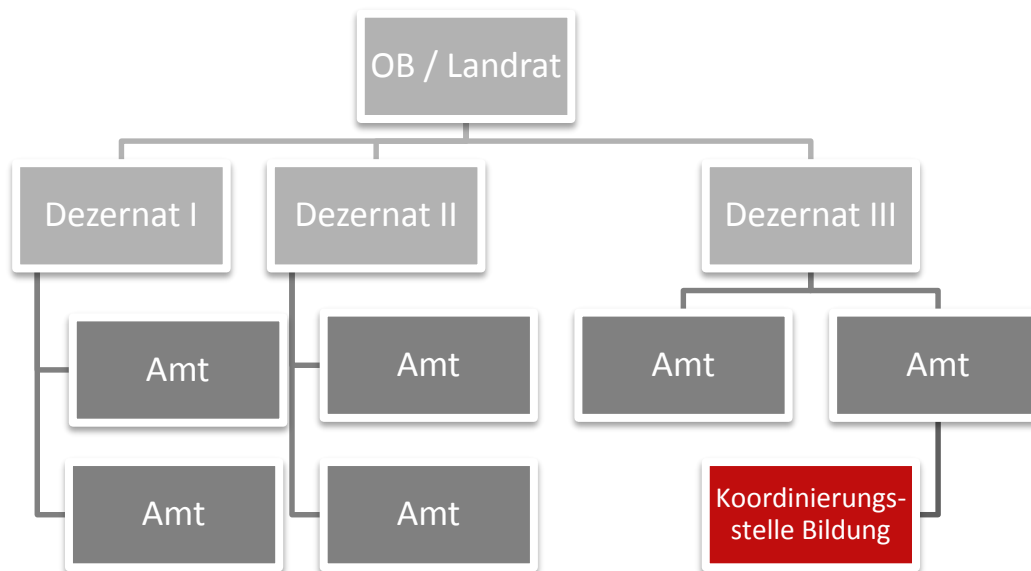 OB / Landrat
Dezernat I
Dezernat II
Dezernat III
Amt
Amt
Amt
Amt
Amt
Amt
Koordinierungs-
stelle Bildung